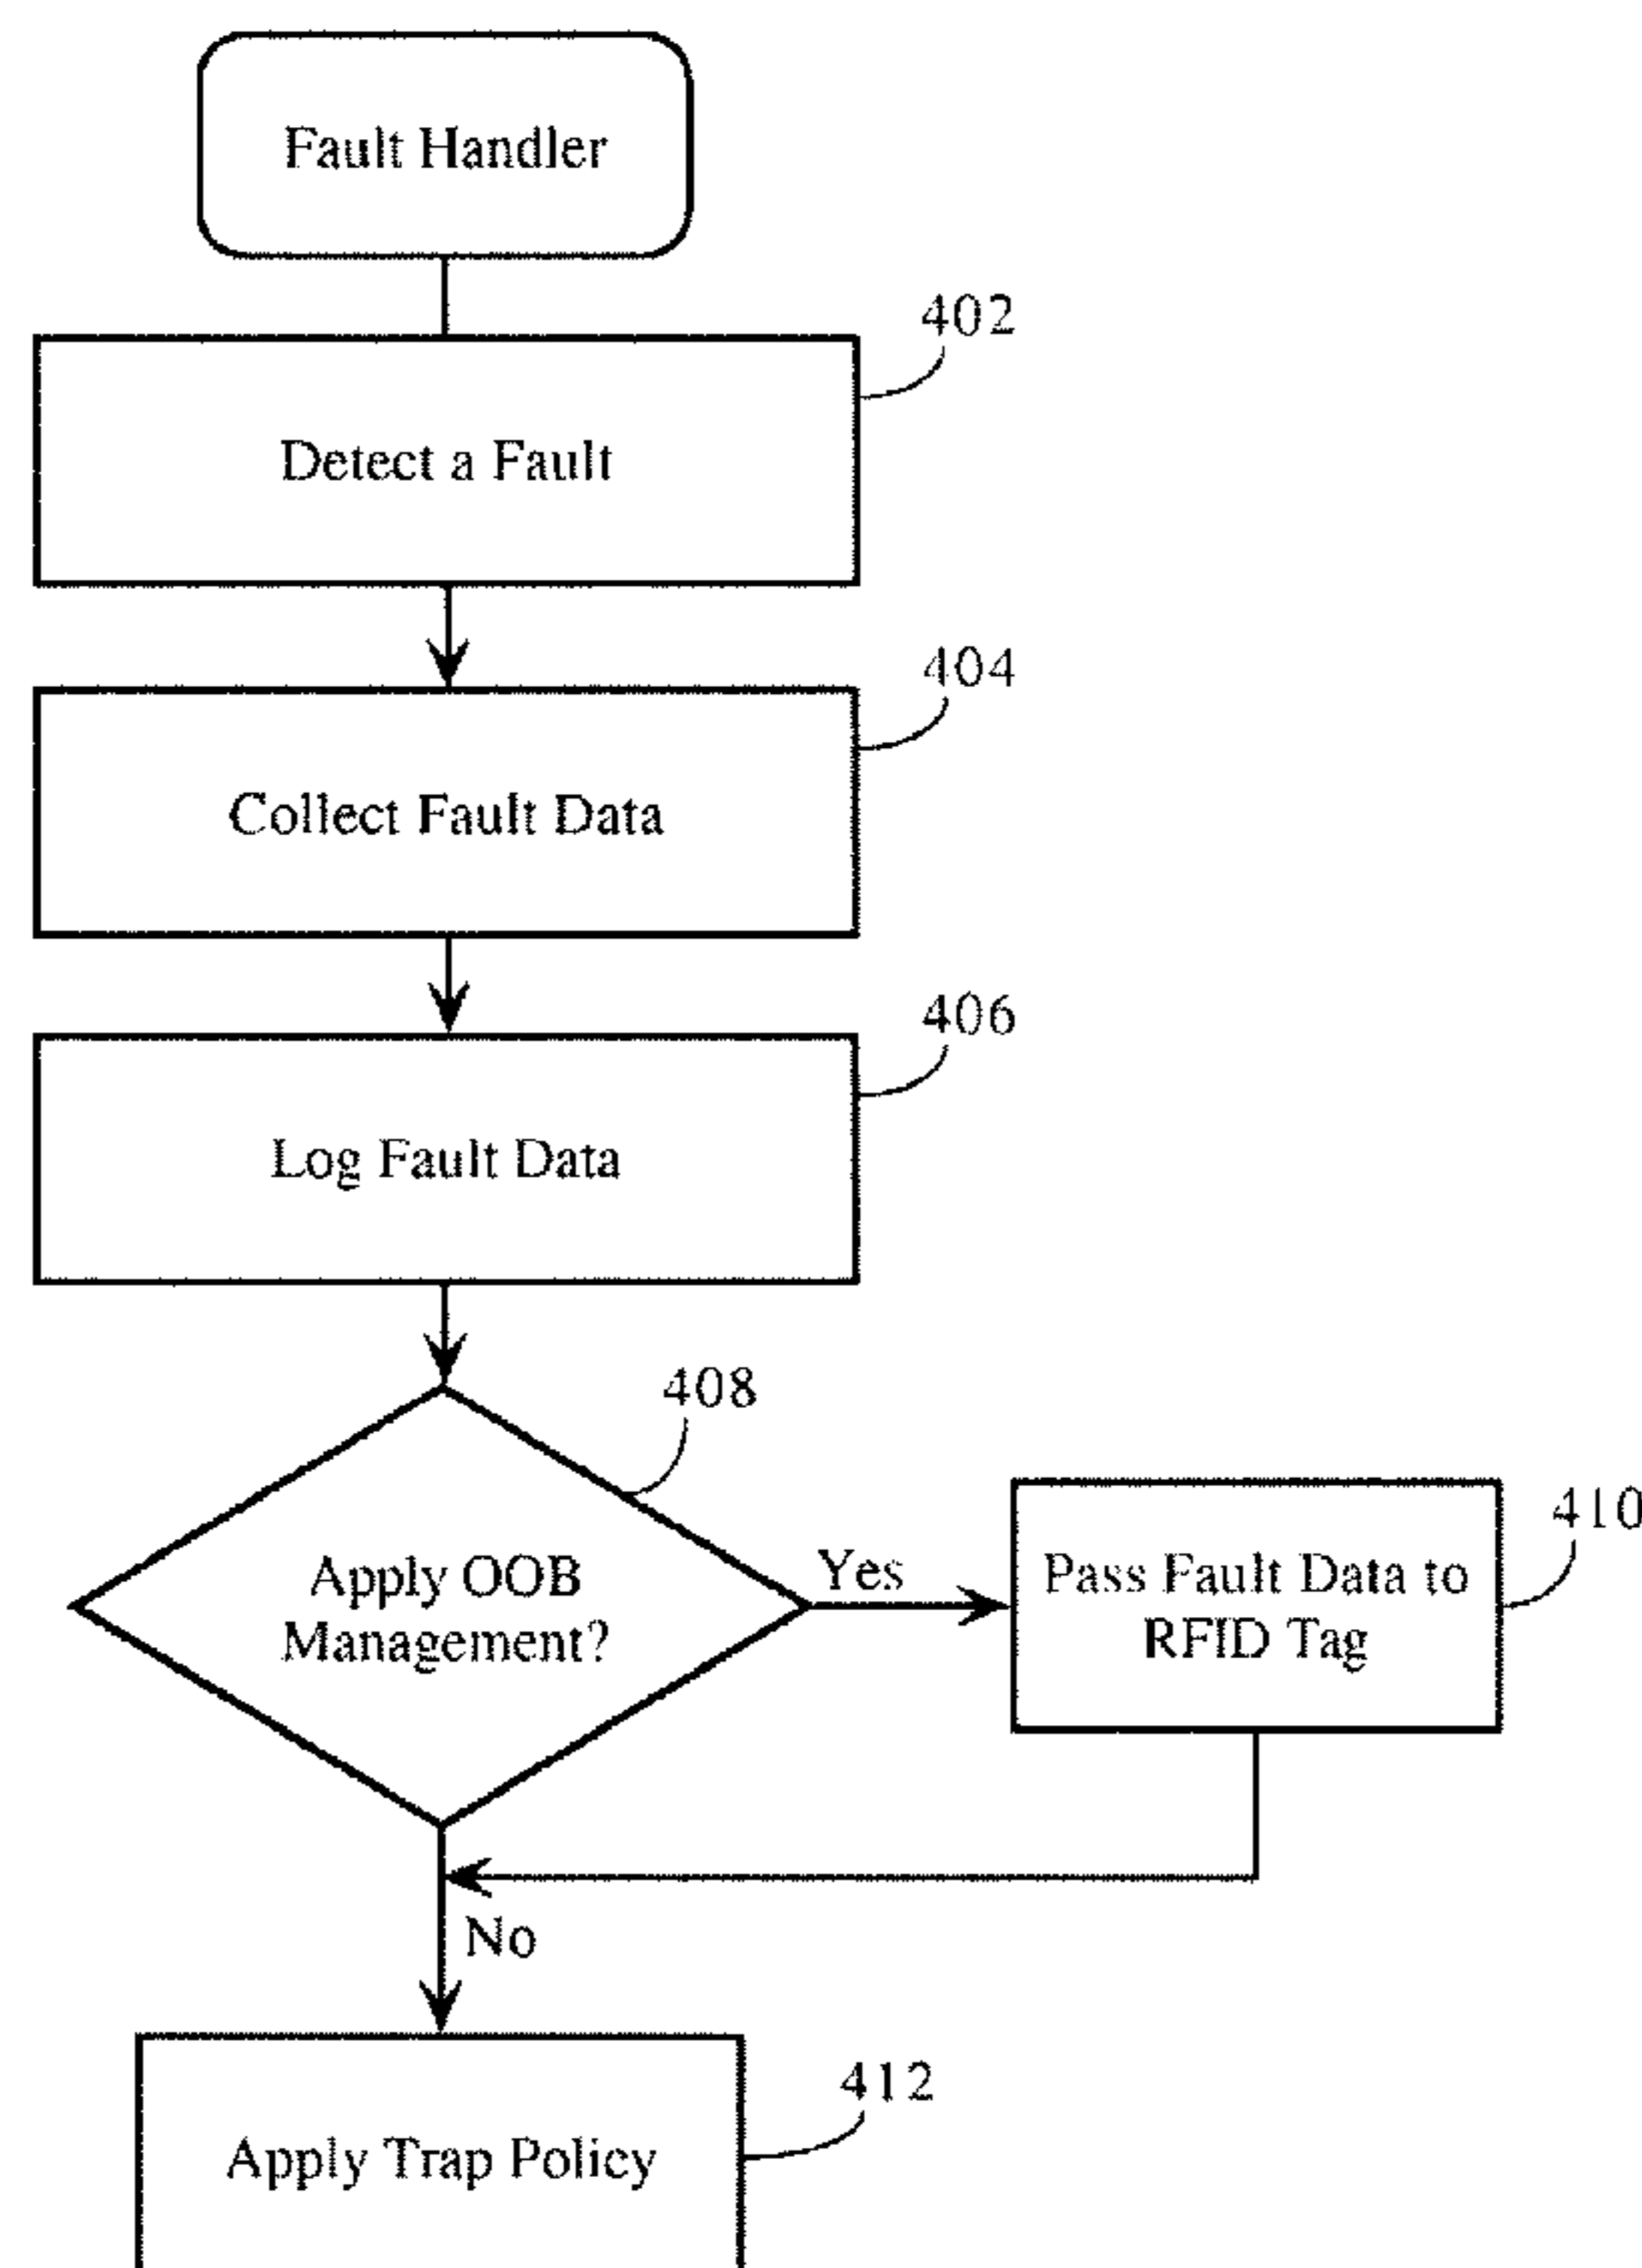 Fault Handler
402
Detect a Fault
404
Collect Fault Data
406
Log Fault Data
408
Apply OOB
Management?
Yes
410
Pass Fault Data to
RFID Tag
No
412
Apply Trap Policy